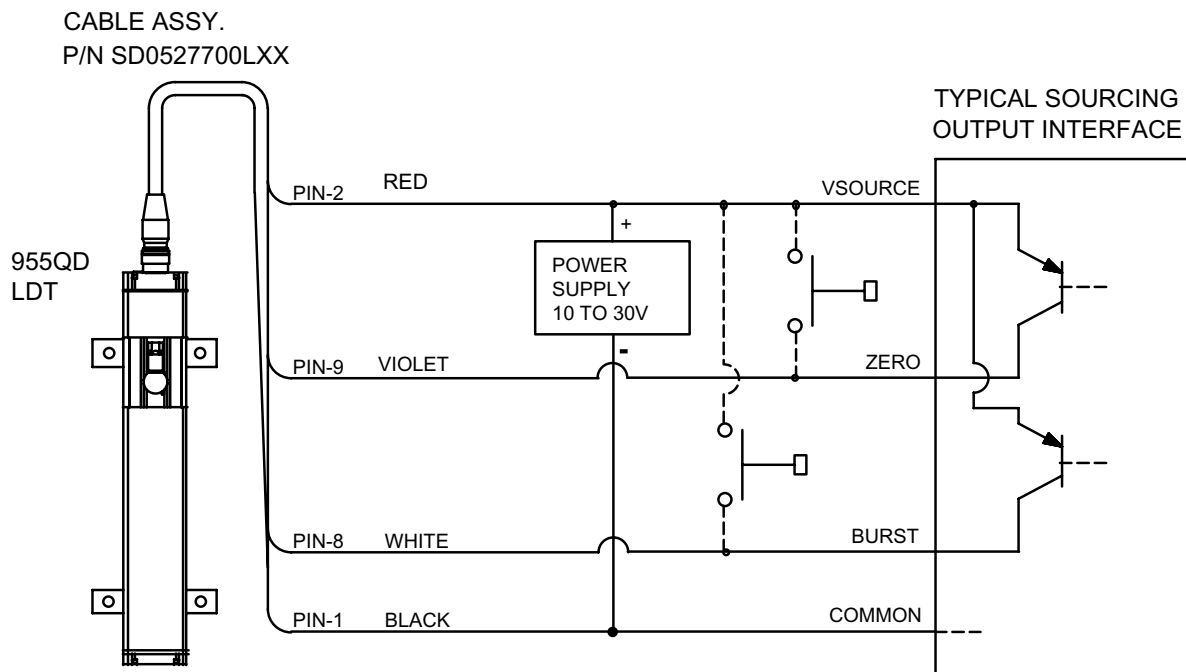 CABLE ASSY.
P/N SD0527700LXX
TYPICAL SOURCING
OUTPUT INTERFACE
PIN-2 RED VSOURCE
+
955QD
LDT
POWER
SUPPLY
10 TO 30V
-
PIN-9 VIOLET ZERO
PIN-8 WHITE BURST
PIN-1 BLACK COMMON